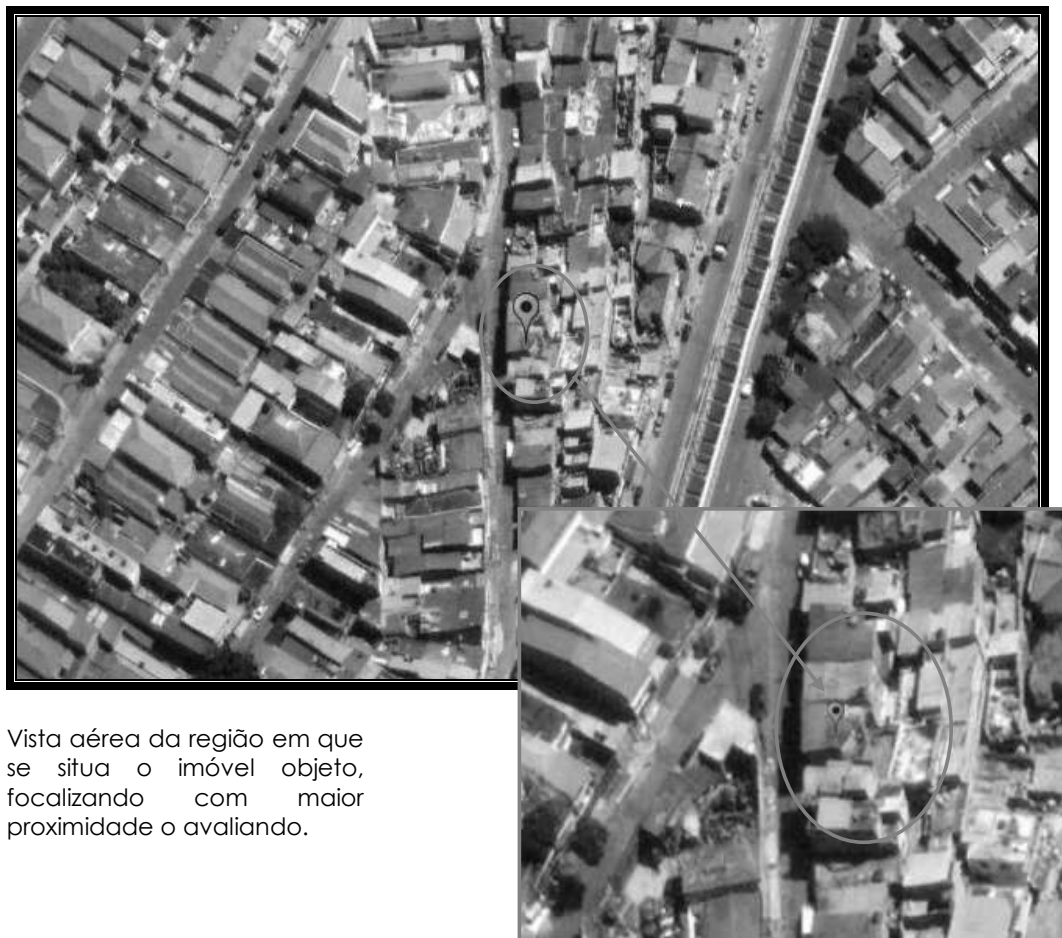 Vista aérea da região em que
se situa o imóvel objeto,
focalizando com maior
proximidade o avaliando.